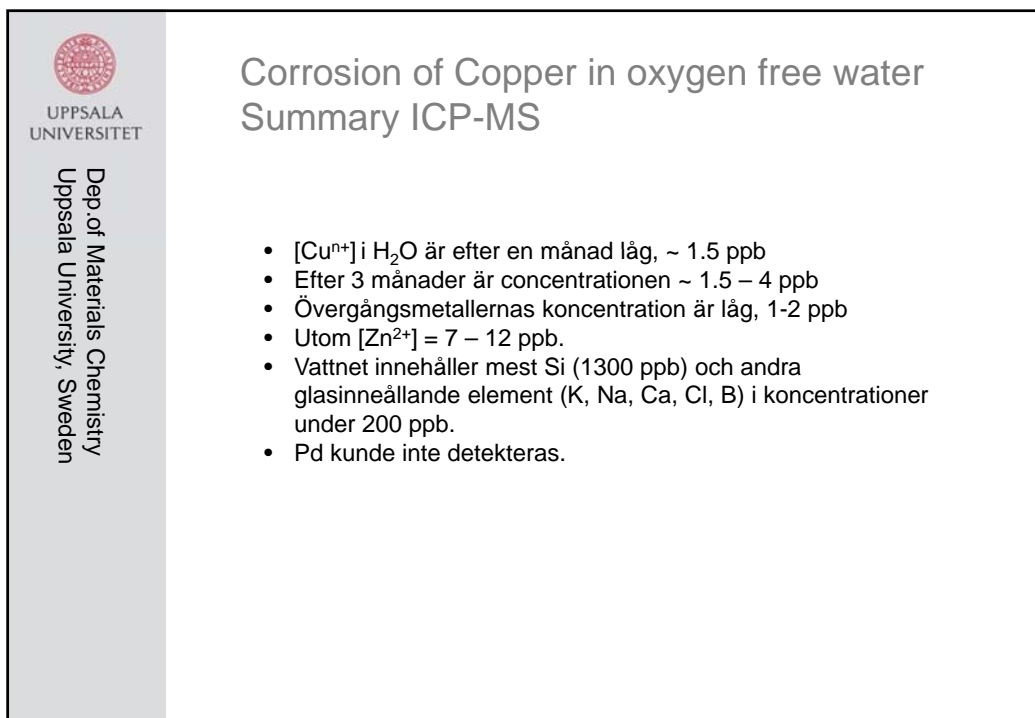 UPPSALA
UNIVERSITET
Dep.of Materials Chemistry
Uppsala University, Sweden
Corrosion of Copper in oxygen free water
Summary ICP-MS
• [Cuⁿ⁺] i H₂O är efter en månad låg, ~ 1.5 ppb
• Efter 3 månader är concentrationen ~ 1.5 – 4 ppb
• Övergångsmetallernas koncentration är låg, 1-2 ppb
• Utom [Zn²⁺] = 7 – 12 ppb.
• Vattnet innehåller mest Si (1300 ppb) och andra
glasinneållande element (K, Na, Ca, Cl, B) i koncentrationer
under 200 ppb.
• Pd kunde inte detekteras.